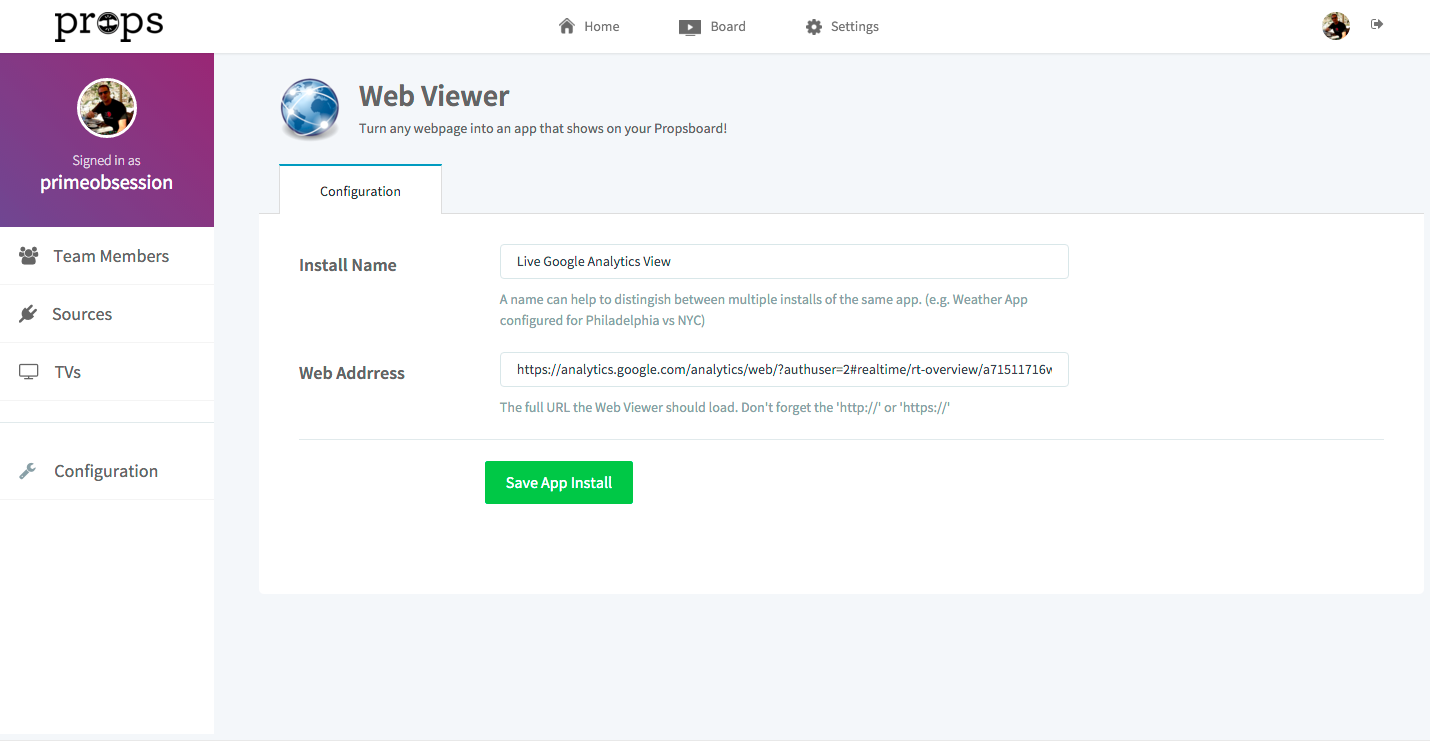 props
Home
Board
Settings
Signed in as
primeobsession
Team Members
Sources
TVs
Configuration
Web Viewer
Turn any webpage into an app that shows on your Propsboard!
Configuration
Install Name
Live Google Analytics View
A name can help to distingish between multiple installs of the same app. (e.g. Weather App
configured for Philadelphia vs NYC)
Web Addrress
https://analytics.google.com/analytics/web/?authuser=2#realtime/rt-overview/a71511716w
The full URL the Web Viewer should load. Don't forget the 'http://' or 'https://'
Save App Install